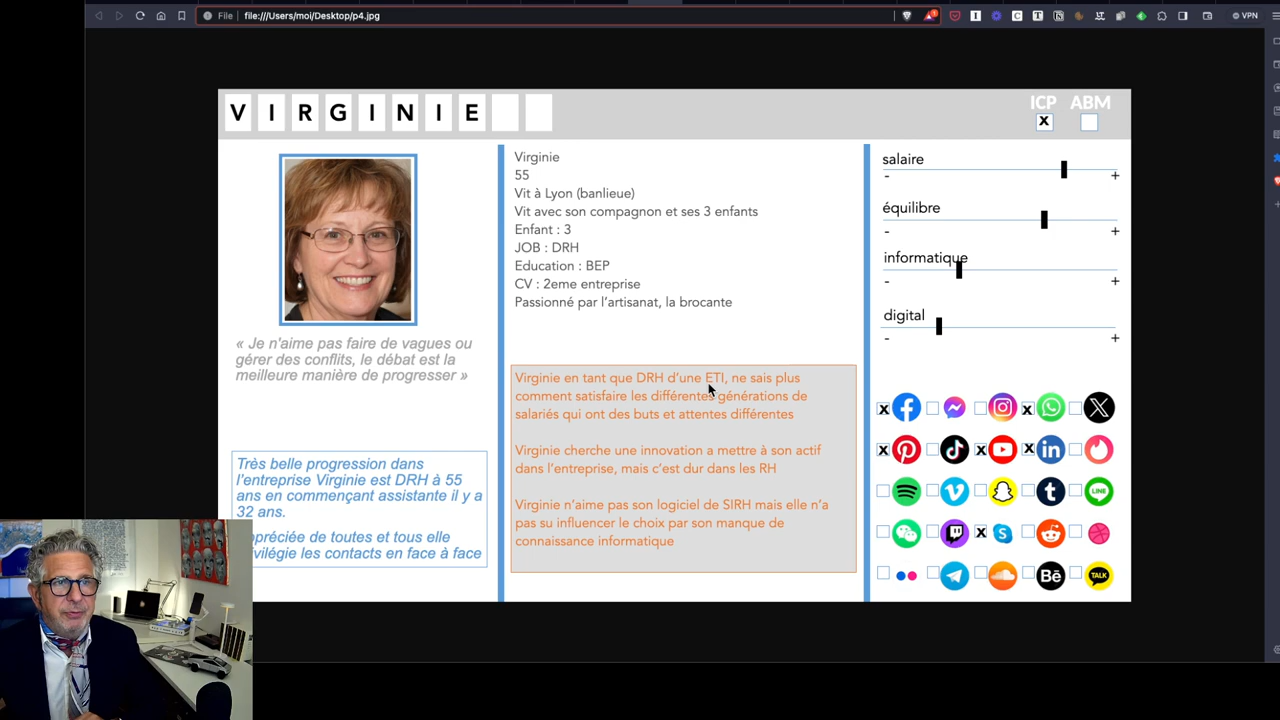 File
file:///Users/moi/Desktop/p4.jpg
VPN
VIRGINIE
ICP
ABM
x
Virginie
55
Vit à Lyon (banlieue)
Vit avec son compagnon et ses 3 enfants
Enfant : 3
JOB : DRH
Education : BEP
CV : 2eme entreprise
Passionné par l'artisanat, la brocante
« Je n'aime pas faire de vagues ou
gérer des conflits, le débat est la
meilleure manière de progresser »
Très belle progression dans
l'entreprise Virginie est DRH à 55
ans en commençant assistante il y a
32 ans.
ppréciée de toutes et tous elle
vilégie les contacts en face à face
Virginie en tant que DRH d'une ETI, ne sais plus
comment satisfaire les différentes générations de
salariés qui ont des buts et attentes différentes
Virginie cherche une innovation a mettre à son actif
dans l'entreprise, mais c'est dur dans les RH
Virginie n'aime pas son logiciel de SIRH mais elle n'a
pas su influencer le choix par son manque de
connaissance informatique
salaire
- +
équilibre
- +
informatique
- +
digital
- +
x x
x x x
LINE
x
Bē TALK